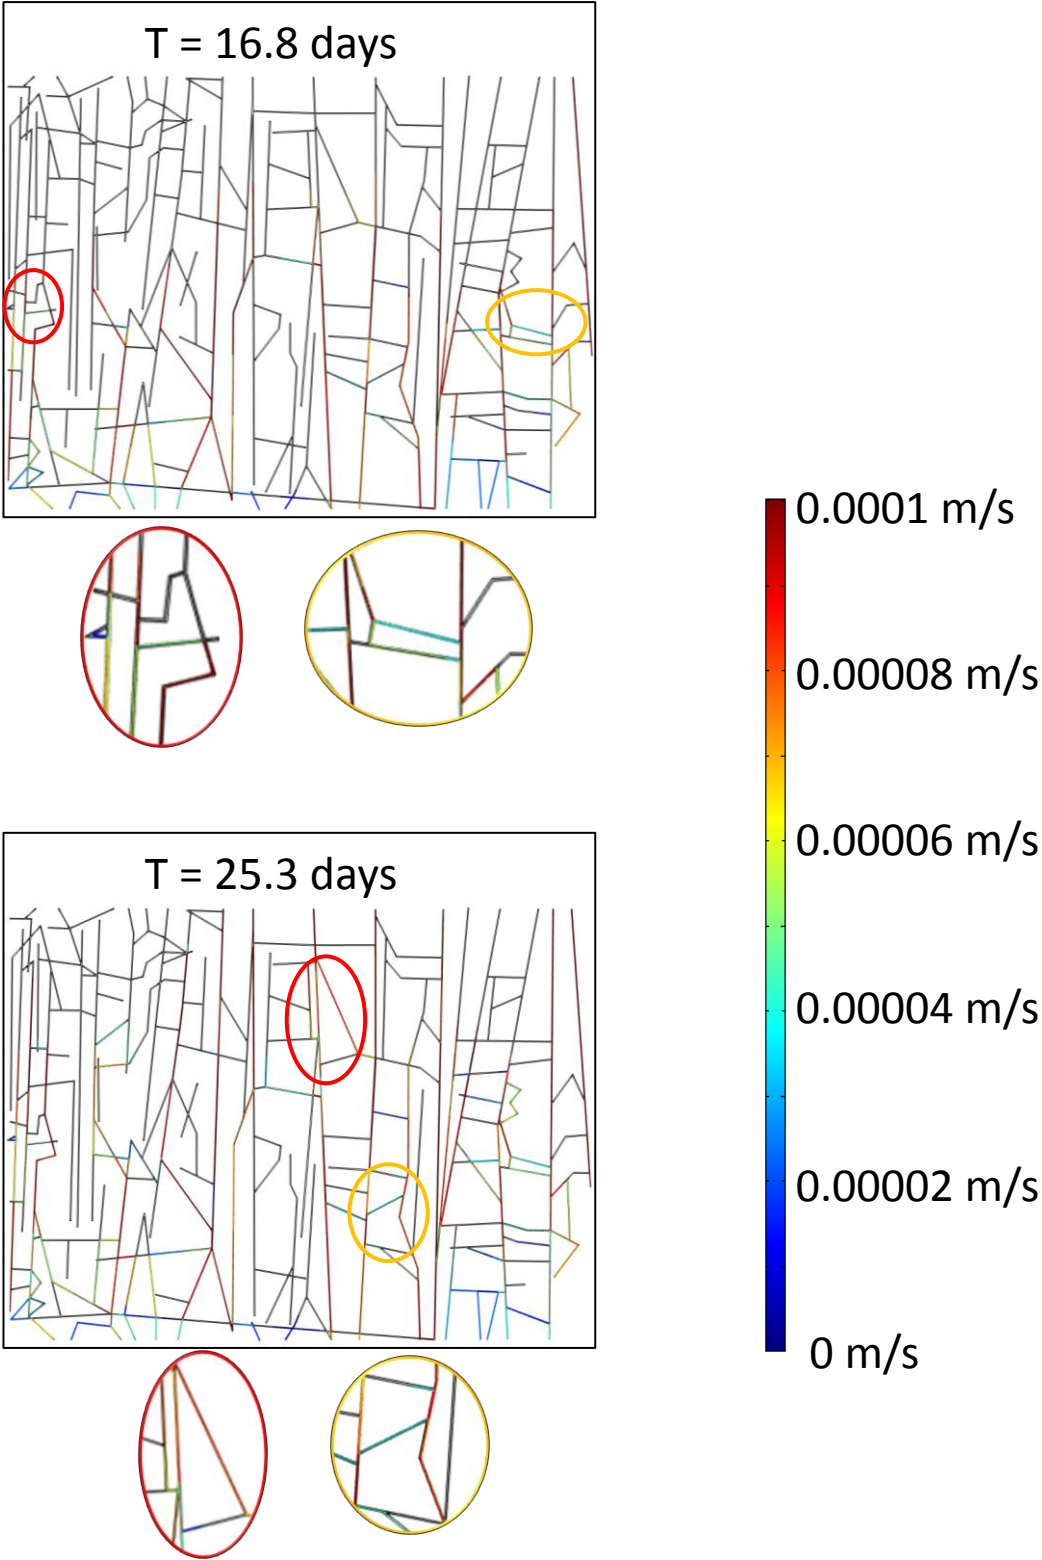 T = 16.8 days
0.0001 m/s
0.00008 m/s
0.00006 m/s
0.00004 m/s
0.00002 m/s
0 m/s
T = 25.3 days